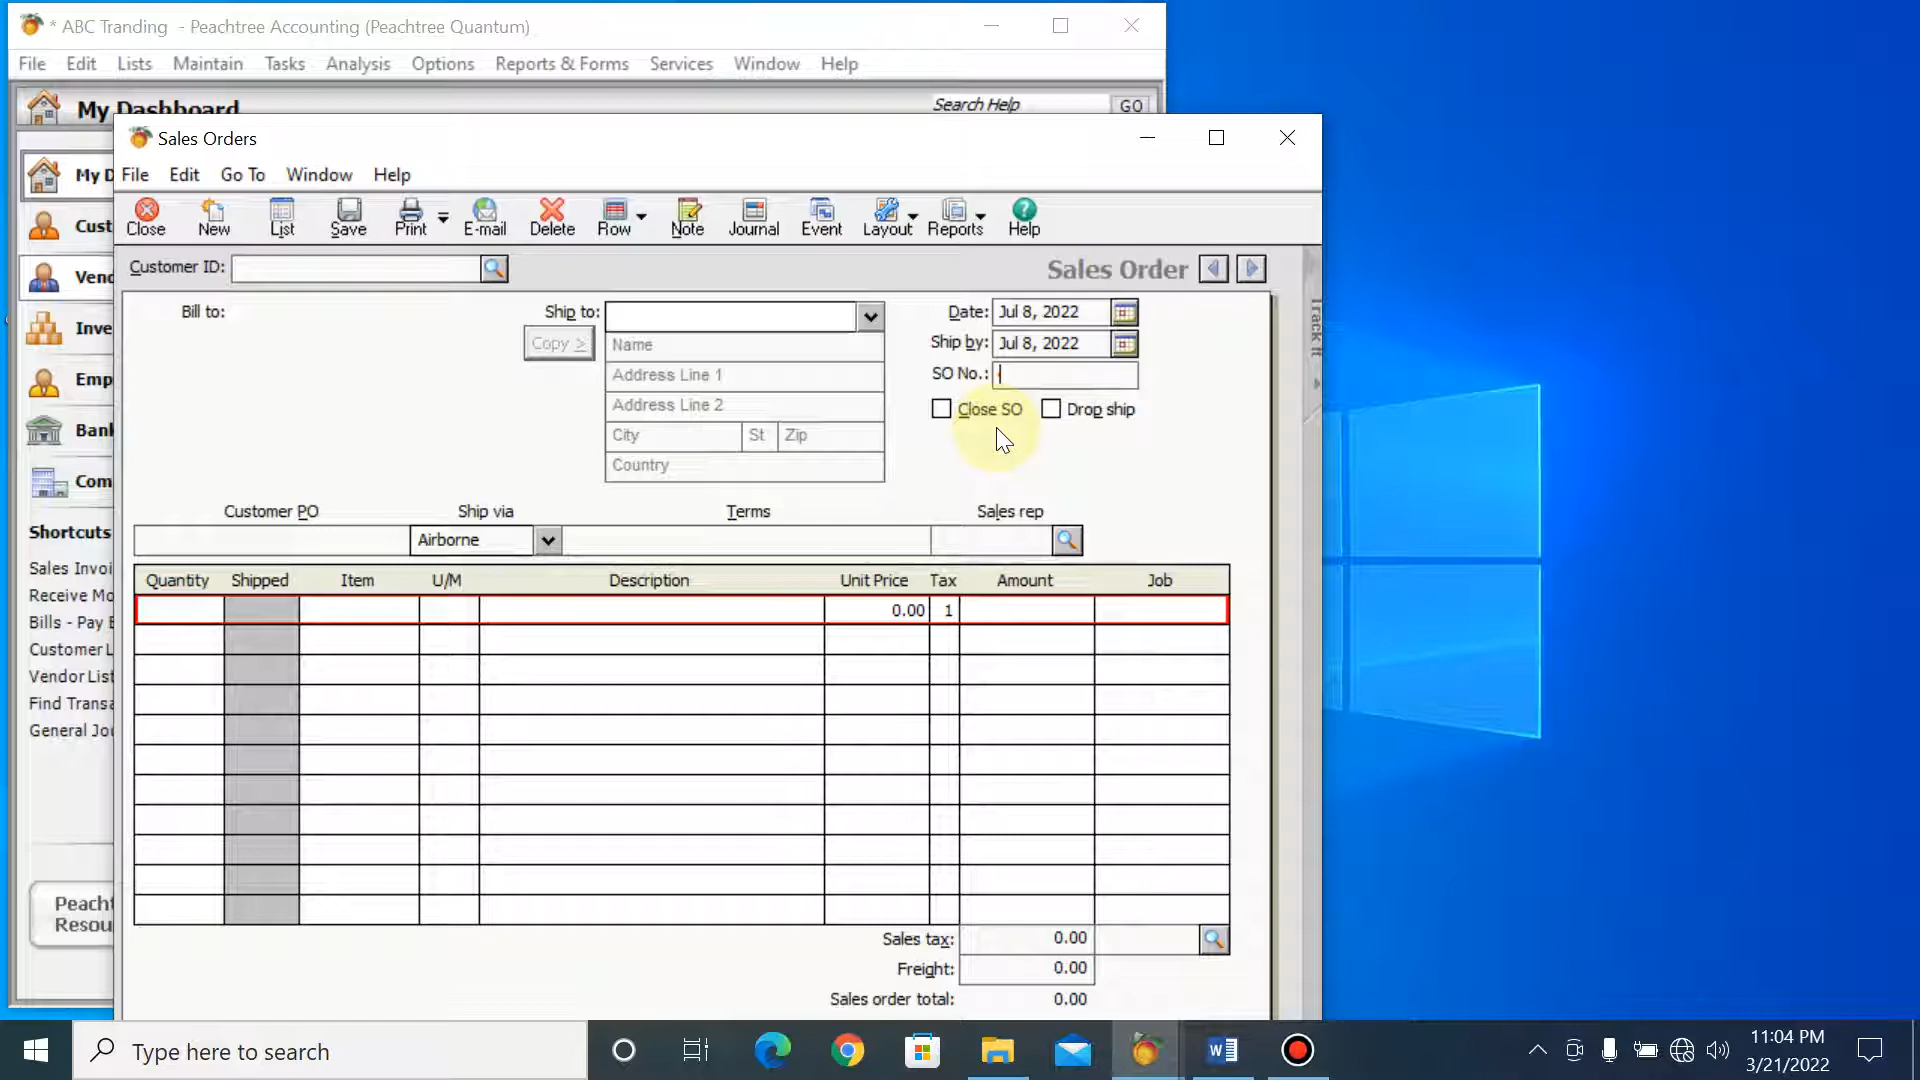 * ABC Tranding - Peachtree Accounting (Peachtree Quantum)
File Edit Lists Maintain Tasks Analysis Options Reports & Forms Services Window Help
My Dashboard
Search Help GO
Sales Orders
File Edit Go To Window Help
Close New List Save Print E-mail Delete Row Note Journal Event Layout Reports Help
Customer ID:
Sales Order
Bill to:
Ship to:
Copy >
Name
Address Line 1
Address Line 2
City St Zip
Country
Date: Jul 8, 2022
Ship by: Jul 8, 2022
SO No.:
Close SO Drop ship
Track It
Customer PO Ship via Terms Sales rep
Airborne
Quantity Shipped Item U/M Description Unit Price Tax Amount Job
0.00 1
Sales tax: 0.00
Freight: 0.00
Sales order total: 0.00
My D
Cust
Vend
Inve
Emp
Bank
Com
Shortcuts
Sales Invoi
Receive Mo
Bills - Pay B
Customer L
Vendor List
Find Transa
General Jou
Peacht
Resou
Type here to search
11:04 PM
3/21/2022